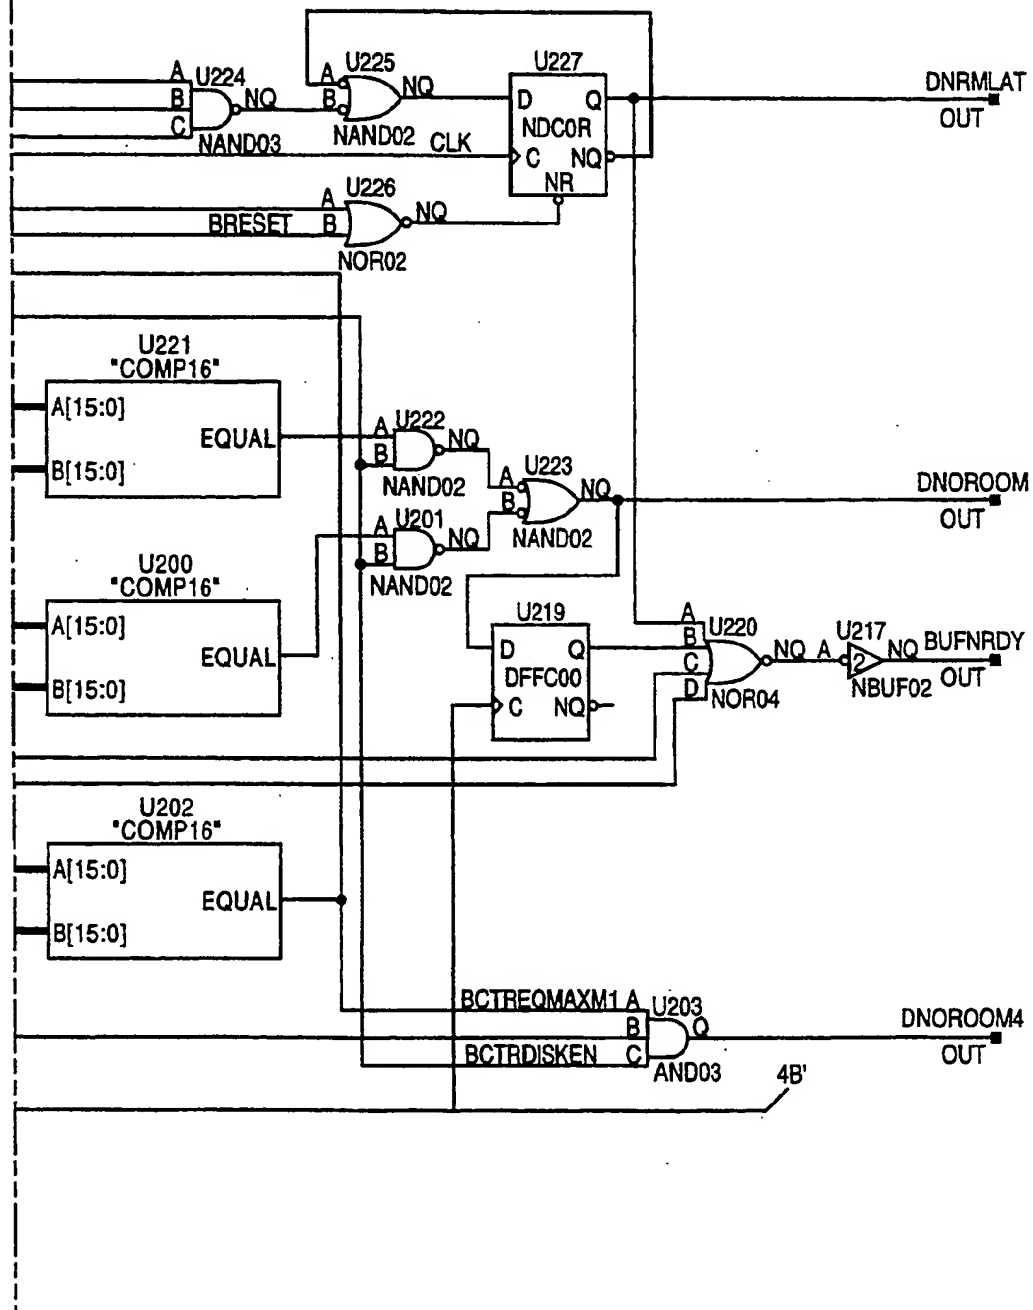 A U224
B NQ
C
NAND03
U225
A NQ
B
NAND02
U227
D Q
NDC0R
C NQ
NR
DNRMLAT
OUT
CLK
U226
A NQ
BRESET B
NOR02
U221
"COMP16"
A[15:0]
EQUAL
B[15:0]
A U222
B NQ
NAND02
U223
A NQ
B
NAND02
DNOROOM
OUT
U201
A NQ
B
NAND02
U200
"COMP16"
A[15:0]
EQUAL
B[15:0]
U219
D Q
DFFC00
C NQ
A U220
B
C NQ
D
NOR04
A U217 NQ
2
NBUF02
BUFNRDY
OUT
U202
"COMP16"
A[15:0]
EQUAL
B[15:0]
BCTREQMAXM1 A U203
B Q
BCTRDISKEN C
AND03
DNOROOM4
OUT
4B'